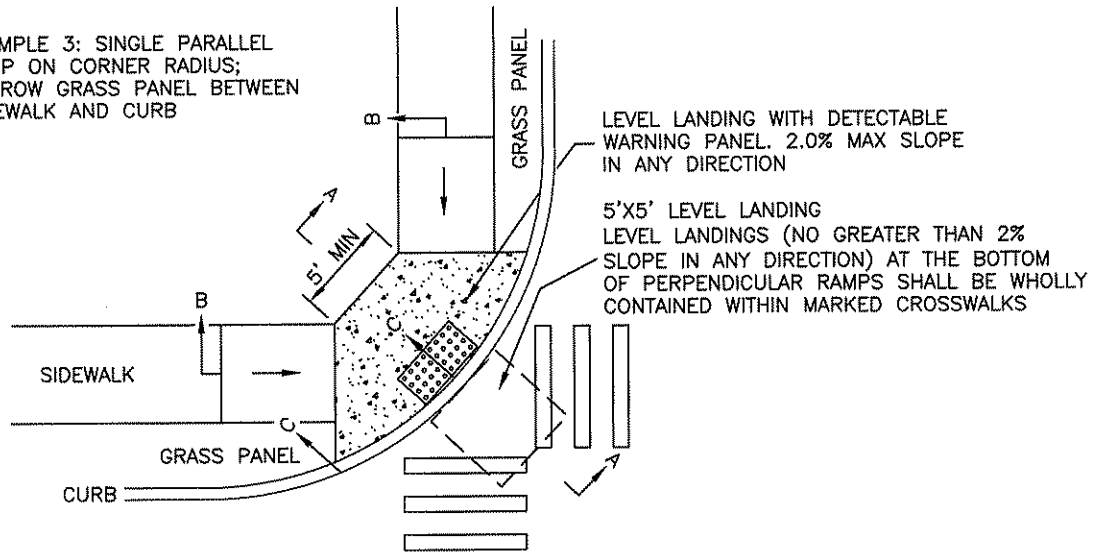 MPLE 3: SINGLE PARALLEL
P ON CORNER RADIUS;
ROW GRASS PANEL BETWEEN
EWALK AND CURB
GRASS PANEL
B
A
5' MIN
LEVEL LANDING WITH DETECTABLE
WARNING PANEL. 2.0% MAX SLOPE
IN ANY DIRECTION
5'X5' LEVEL LANDING
LEVEL LANDINGS (NO GREATER THAN 2%
SLOPE IN ANY DIRECTION) AT THE BOTTOM
OF PERPENDICULAR RAMPS SHALL BE WHOLLY
CONTAINED WITHIN MARKED CROSSWALKS
B
C
SIDEWALK
C
GRASS PANEL
A
CURB